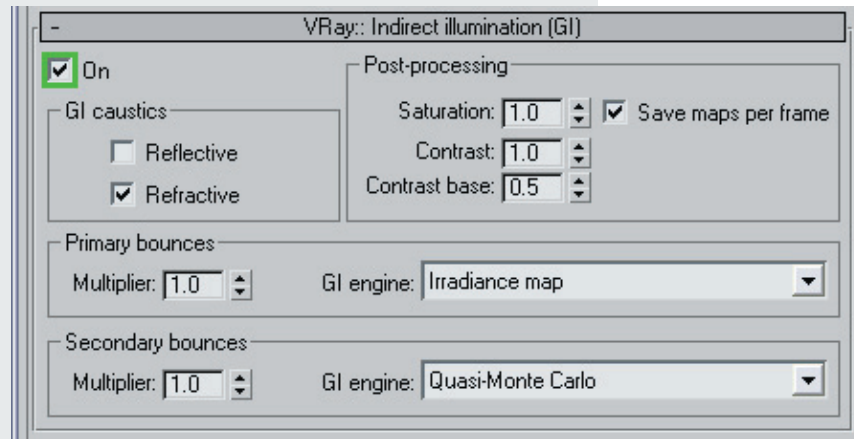 - VRay:: Indirect illumination (GI)
On
GI caustics
Reflective
Refractive
Post-processing
Saturation: 1.0 Save maps per frame
Contrast: 1.0
Contrast base: 0.5
Primary bounces
Multiplier: 1.0 GI engine: Irradiance map
Secondary bounces
Multiplier: 1.0 GI engine: Quasi-Monte Carlo